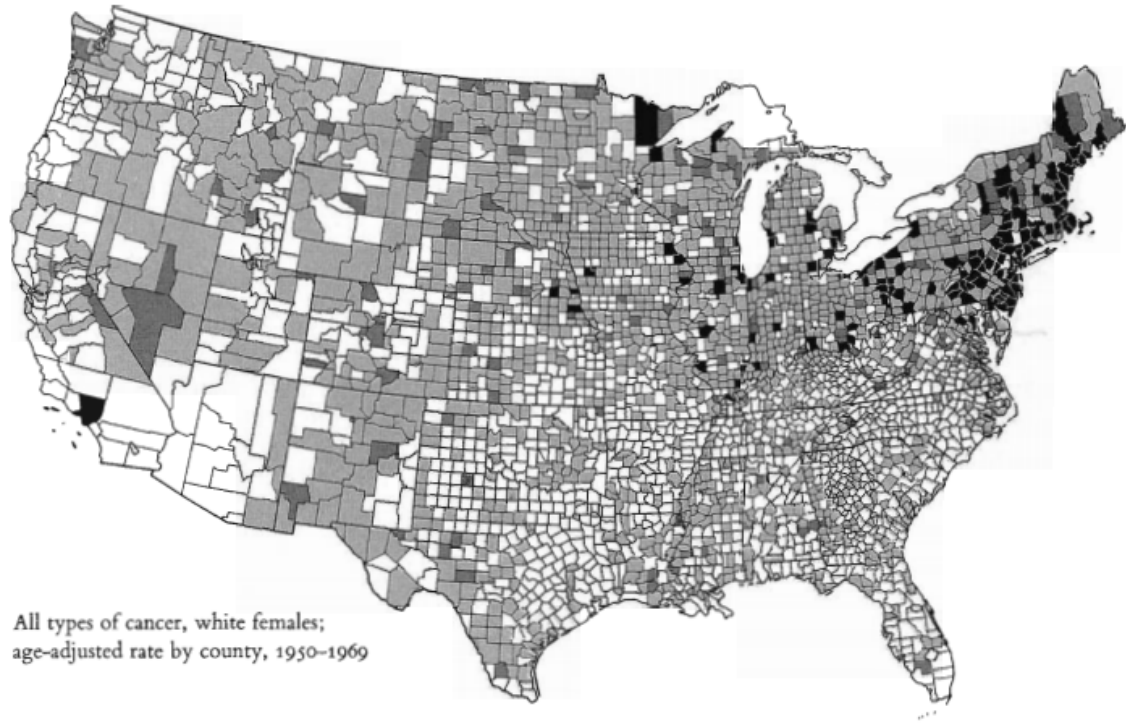 All types of cancer, white females;
age-adjusted rate by county, 1950–1969